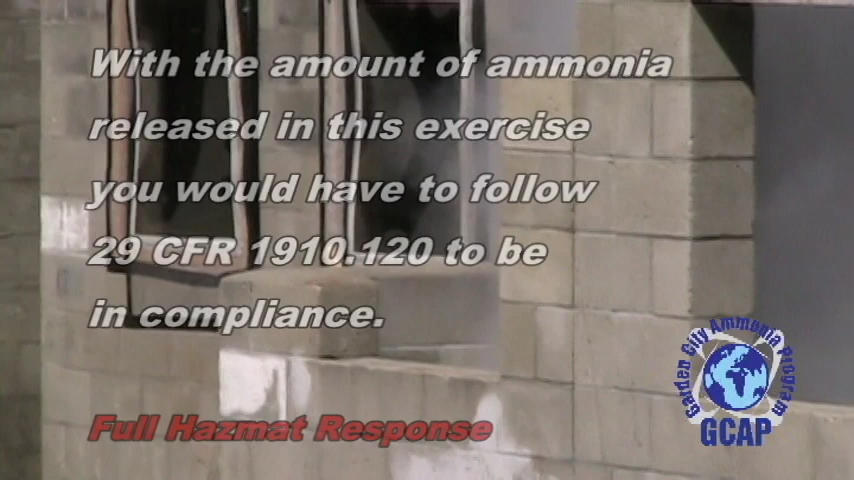 With the amount of ammonia
released in this exercise
you would have to follow
29 CFR 1910.120 to be
in compliance.
Full Hazmat Response
Garden City Ammonia Program
GCAP